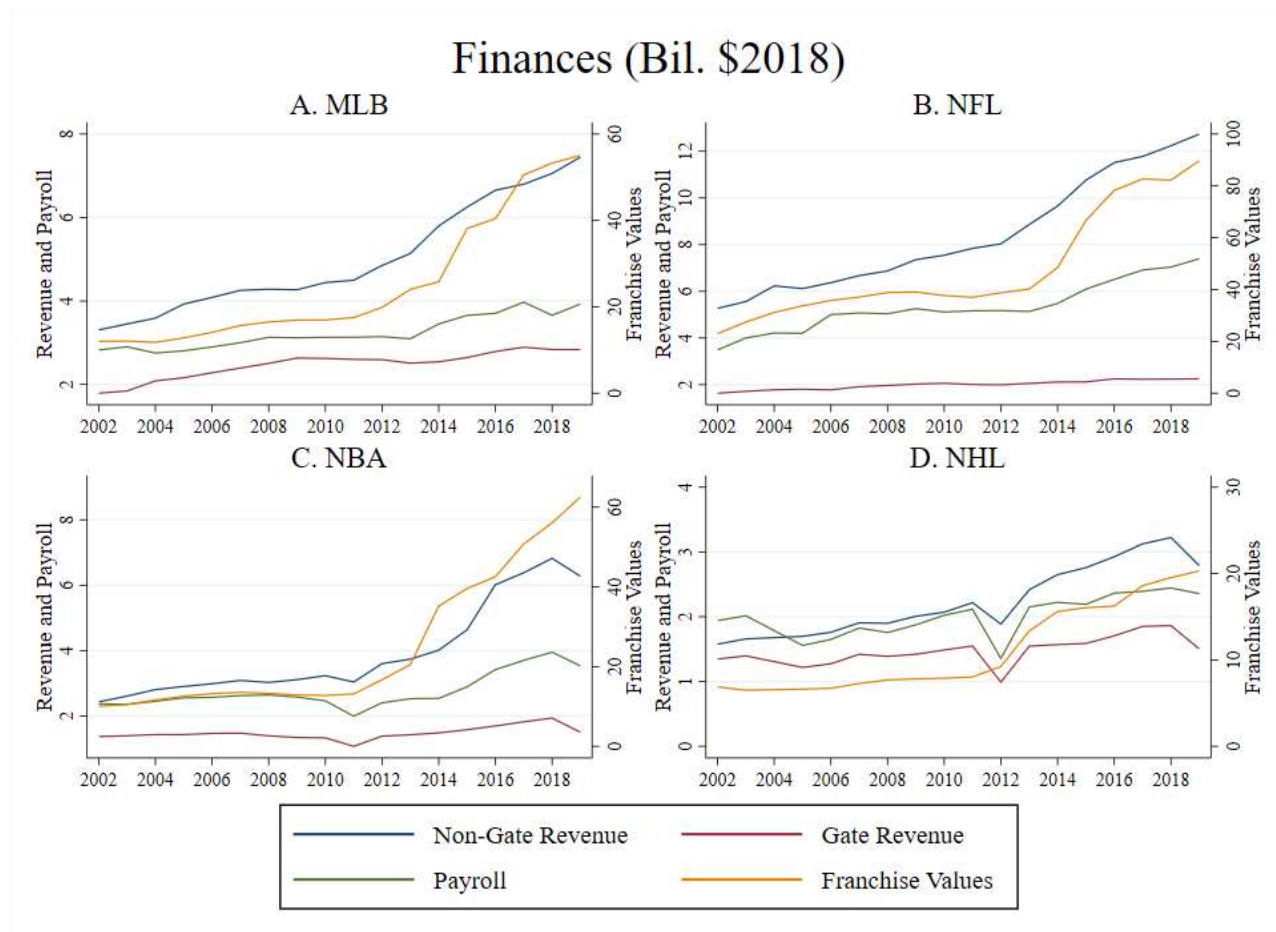 Finances (Bil. $2018)
A. MLB
Revenue and Payroll
2 4 6 8
Franchise Values
0 20 40 60
2002 2004 2006 2008 2010 2012 2014 2016 2018
B. NFL
Revenue and Payroll
2 4 6 8 10 12
Franchise Values
0 20 40 60 80 100
2002 2004 2006 2008 2010 2012 2014 2016 2018
C. NBA
Revenue and Payroll
2 4 6 8
Franchise Values
0 20 40 60
2002 2004 2006 2008 2010 2012 2014 2016 2018
D. NHL
Revenue and Payroll
0 1 2 3 4
Franchise Values
0 10 20 30
2002 2004 2006 2008 2010 2012 2014 2016 2018
Non-Gate Revenue
Gate Revenue
Payroll
Franchise Values